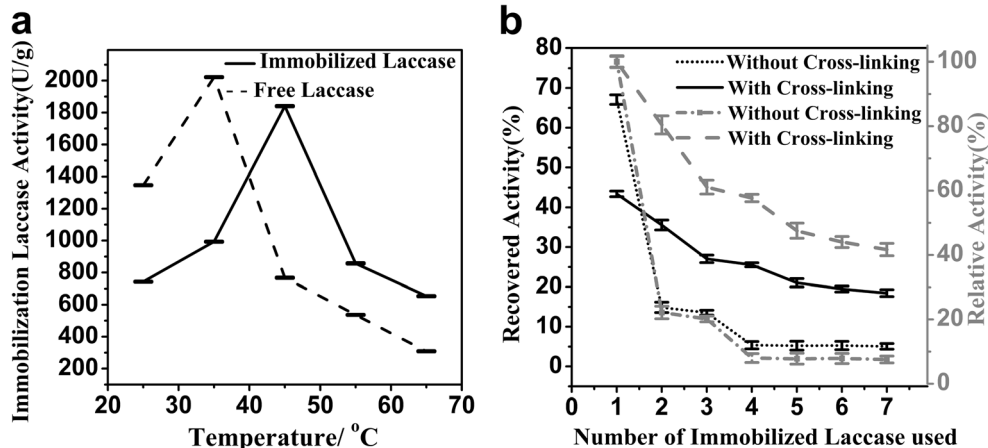 a
Immobilization Laccase Activity(U/g)
2000
1800
1600
1400
1200
1000
800
600
400
200
20 30 40 50 60 70
Temperature/ °C
Immobilized Laccase
Free Laccase
b
Recovered Activity(%)
80
70
60
50
40
30
20
10
0
0 1 2 3 4 5 6 7
Number of Immobilized Laccase used
Without Cross-linking
With Cross-linking
Without Cross-linking
With Cross-linking
100
80
60
40
20
0
Relative Activity(%)